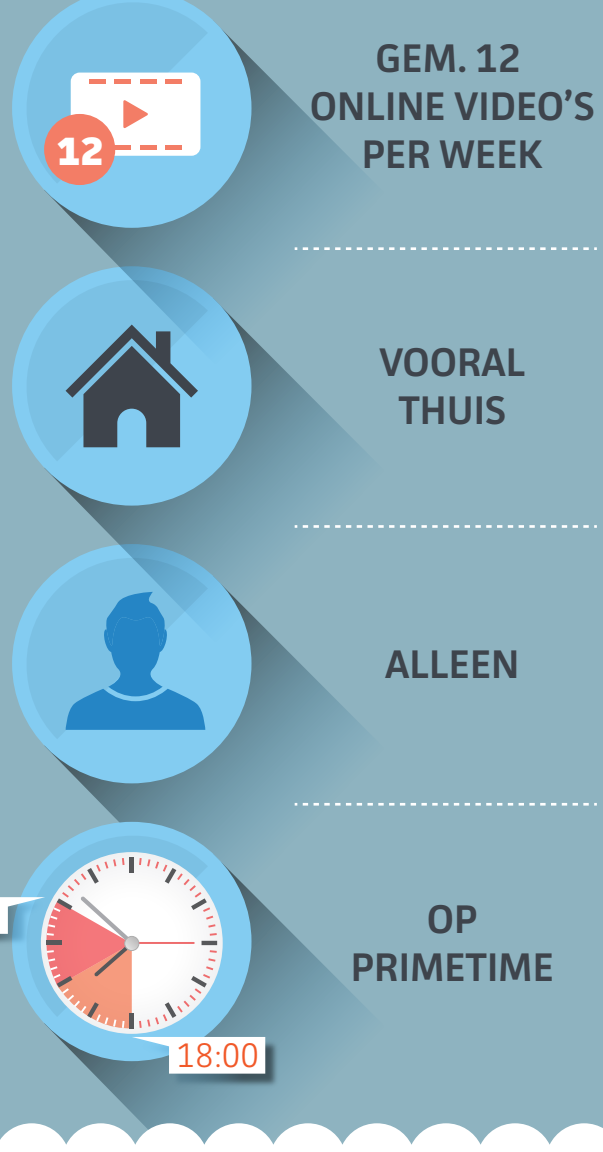 GEM. 12
ONLINE VIDEO'S
PER WEEK
12
VOORAL
THUIS
ALLEEN
OP
PRIMETIME
18:00